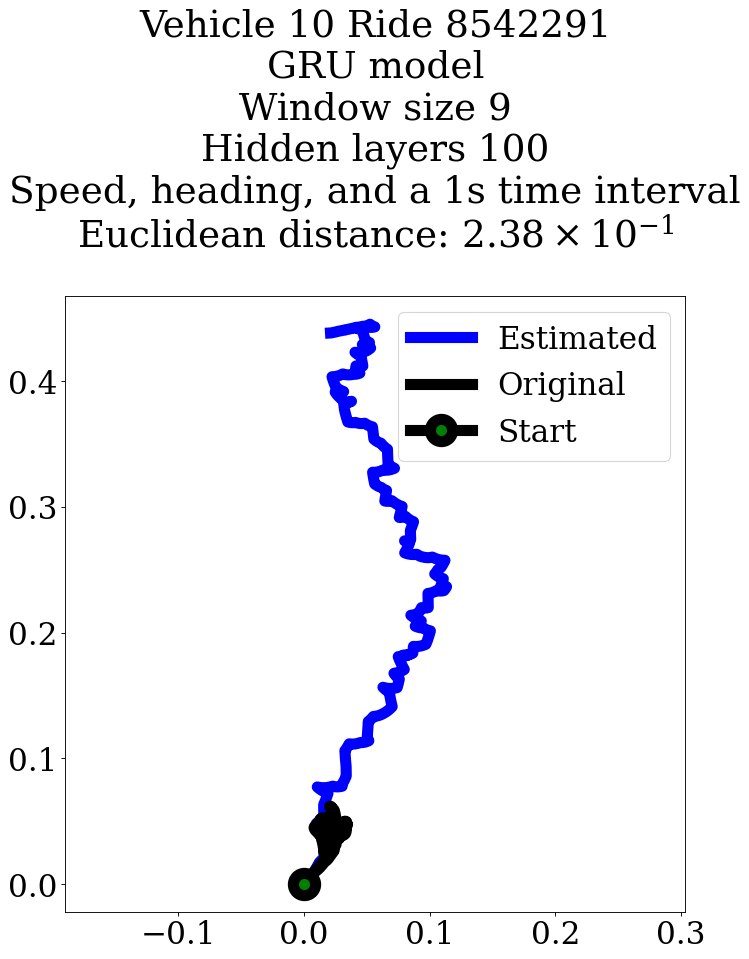 Vehicle 10 Ride 8542291
GRU model
Window size 9
Hidden layers 100
Speed, heading, and a 1s time interval
Euclidean distance: 2.38 × 10⁻¹
Estimated
Original
Start
0.4
0.3
0.2
0.1
0.0
−0.1 0.0 0.1 0.2 0.3